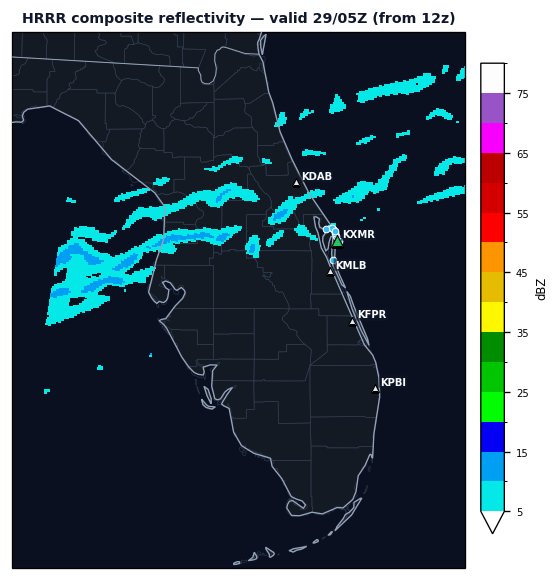 HRRR composite reflectivity — valid 29/05Z (from 12z)
KDAB
KXMR
KMLB
KFPR
KPBI
75
65
55
45
35
25
15
5
dBZ